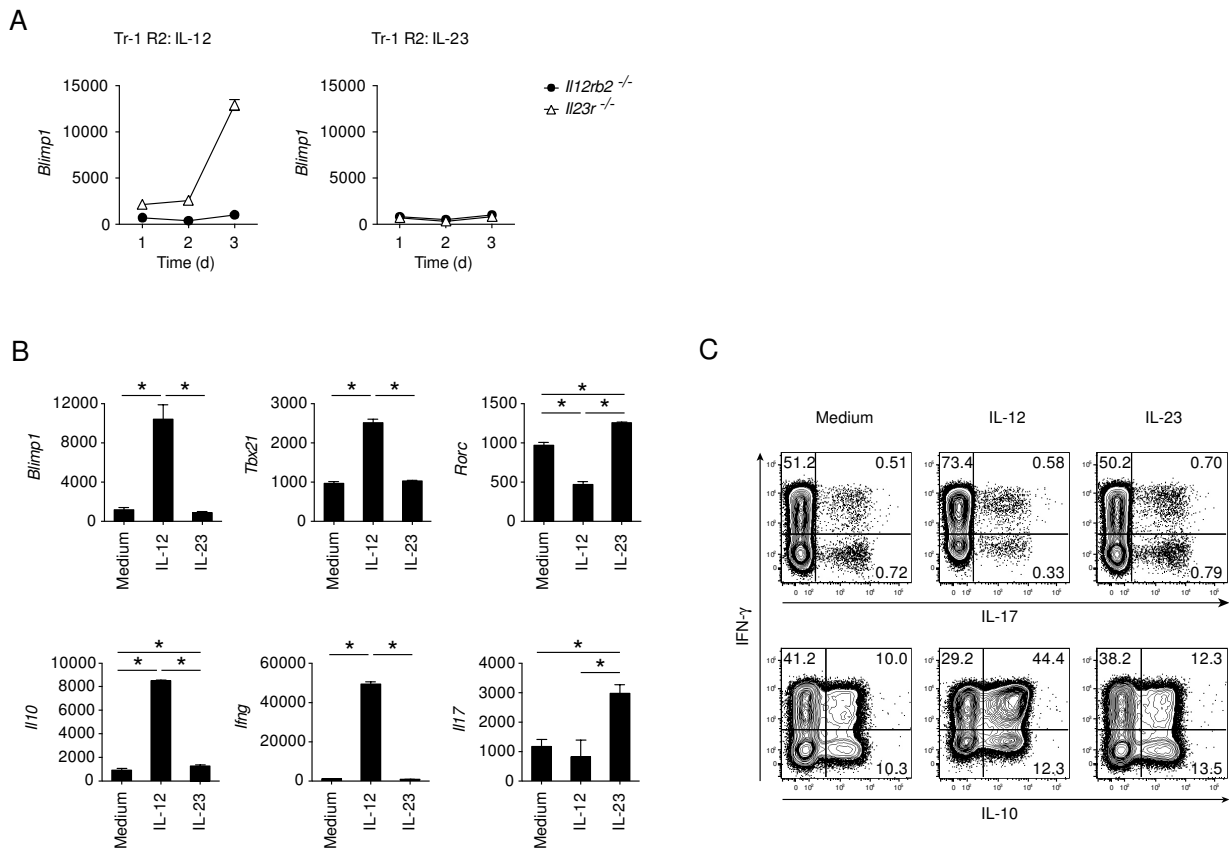 A
Tr-1 R2: IL-12
Tr-1 R2: IL-23
Blimp1
15000
10000
5000
0
1 2 3
Time (d)
Blimp1
15000
10000
5000
0
1 2 3
Time (d)
Il12rb2 -/-
Il23r -/-
B
Blimp1
12000
8000
4000
0
Medium
IL-12
IL-23
* *
Tbx21
3000
2000
1000
0
Medium
IL-12
IL-23
* *
Rorc
1500
1000
500
0
Medium
IL-12
IL-23
*
* *
Il10
10000
8000
6000
4000
2000
0
Medium
IL-12
IL-23
*
* *
Ifng
60000
40000
20000
0
Medium
IL-12
IL-23
* *
Il17
4000
3000
2000
1000
0
Medium
IL-12
IL-23
*
*
C
Medium IL-12 IL-23
51.2 0.51
0.72
73.4 0.58
0.33
50.2 0.70
0.79
IL-17
IFN-γ
41.2 10.0
10.3
29.2 44.4
12.3
38.2 12.3
13.5
IL-10